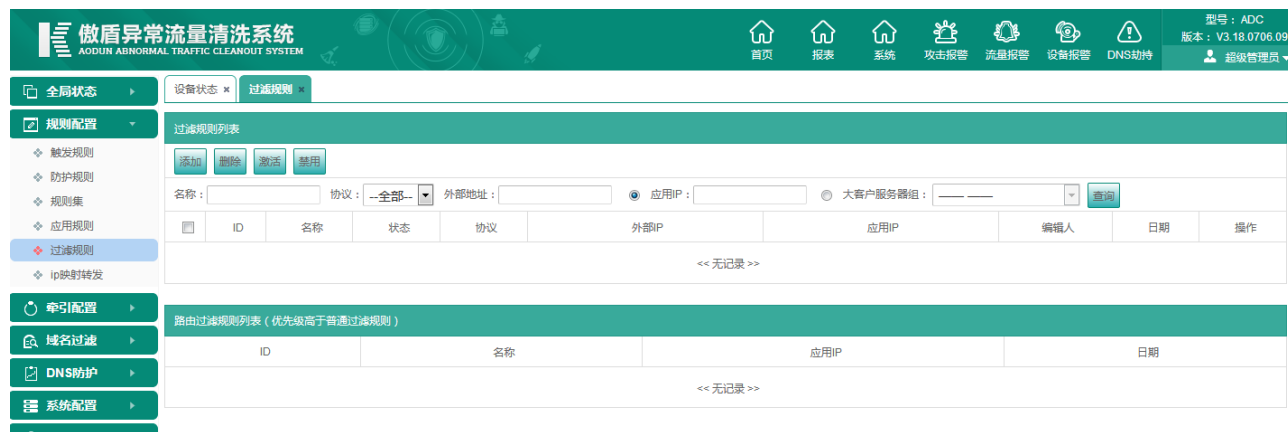 傲盾异常流量清洗系统
AODUN ABNORMAL TRAFFIC CLEANOUT SYSTEM
首页 报表 系统 攻击报警 流量报警 设备报警 DNS劫持
型号：ADC
版本：V3.18.0706.09
超级管理员
全局状态
规则配置
触发规则
防护规则
规则集
应用规则
过滤规则
ip映射转发
牵引配置
域名过滤
DNS防护
系统配置
设备状态 × 过滤规则 ×
过滤规则列表
添加 删除 激活 禁用
名称： 协议：--全部-- 外部地址： 应用IP： 大客户服务器组：—— —— 查询
ID 名称 状态 协议 外部IP 应用IP 编辑人 日期 操作
<< 无记录 >>
路由过滤规则列表（优先级高于普通过滤规则）
ID 名称 应用IP 日期
<< 无记录 >>